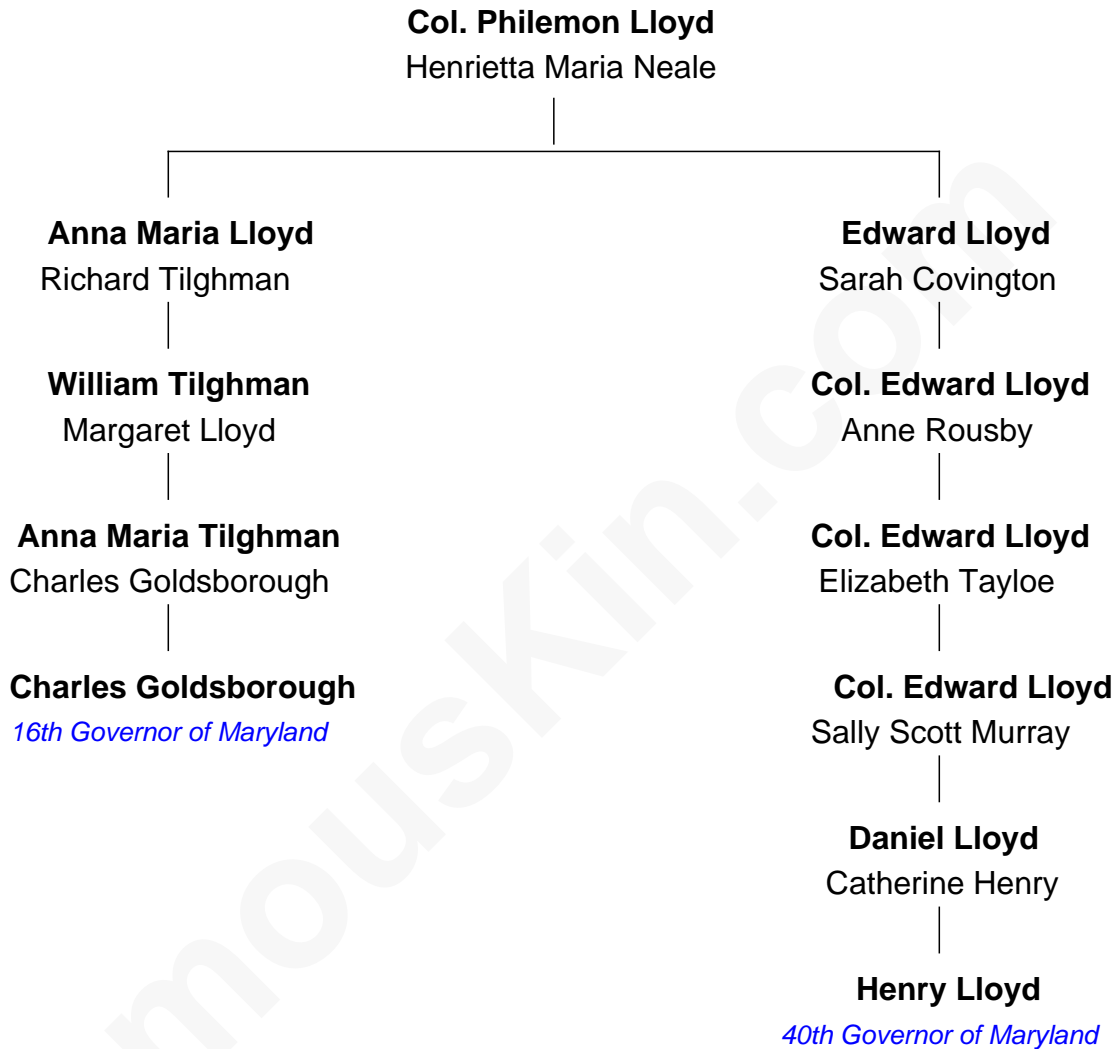 Col. Philemon Lloyd
Henrietta Maria Neale
Anna Maria Lloyd
Richard Tilghman
Edward Lloyd
Sarah Covington
William Tilghman
Margaret Lloyd
Col. Edward Lloyd
Anne Rousby
Anna Maria Tilghman
Charles Goldsborough
Col. Edward Lloyd
Elizabeth Tayloe
Charles Goldsborough
16th Governor of Maryland
Col. Edward Lloyd
Sally Scott Murray
Daniel Lloyd
Catherine Henry
Henry Lloyd
40th Governor of Maryland
mousKin.com